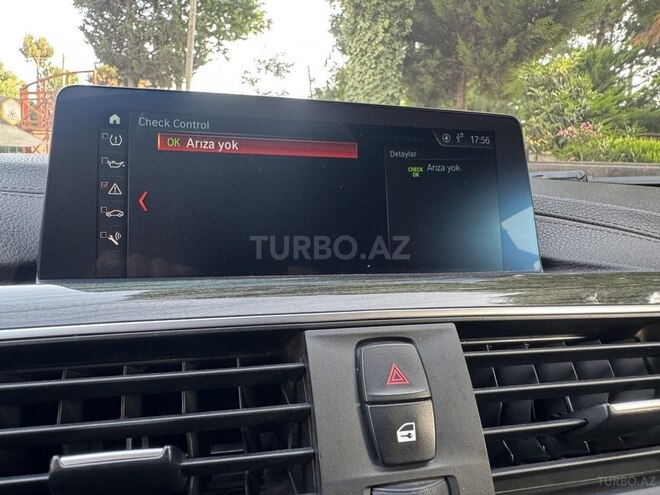 Check Control
17:56
OK Arıza yok
Detaylar
CHECK OK Arıza yok
TURBO.AZ
TURBO.AZ